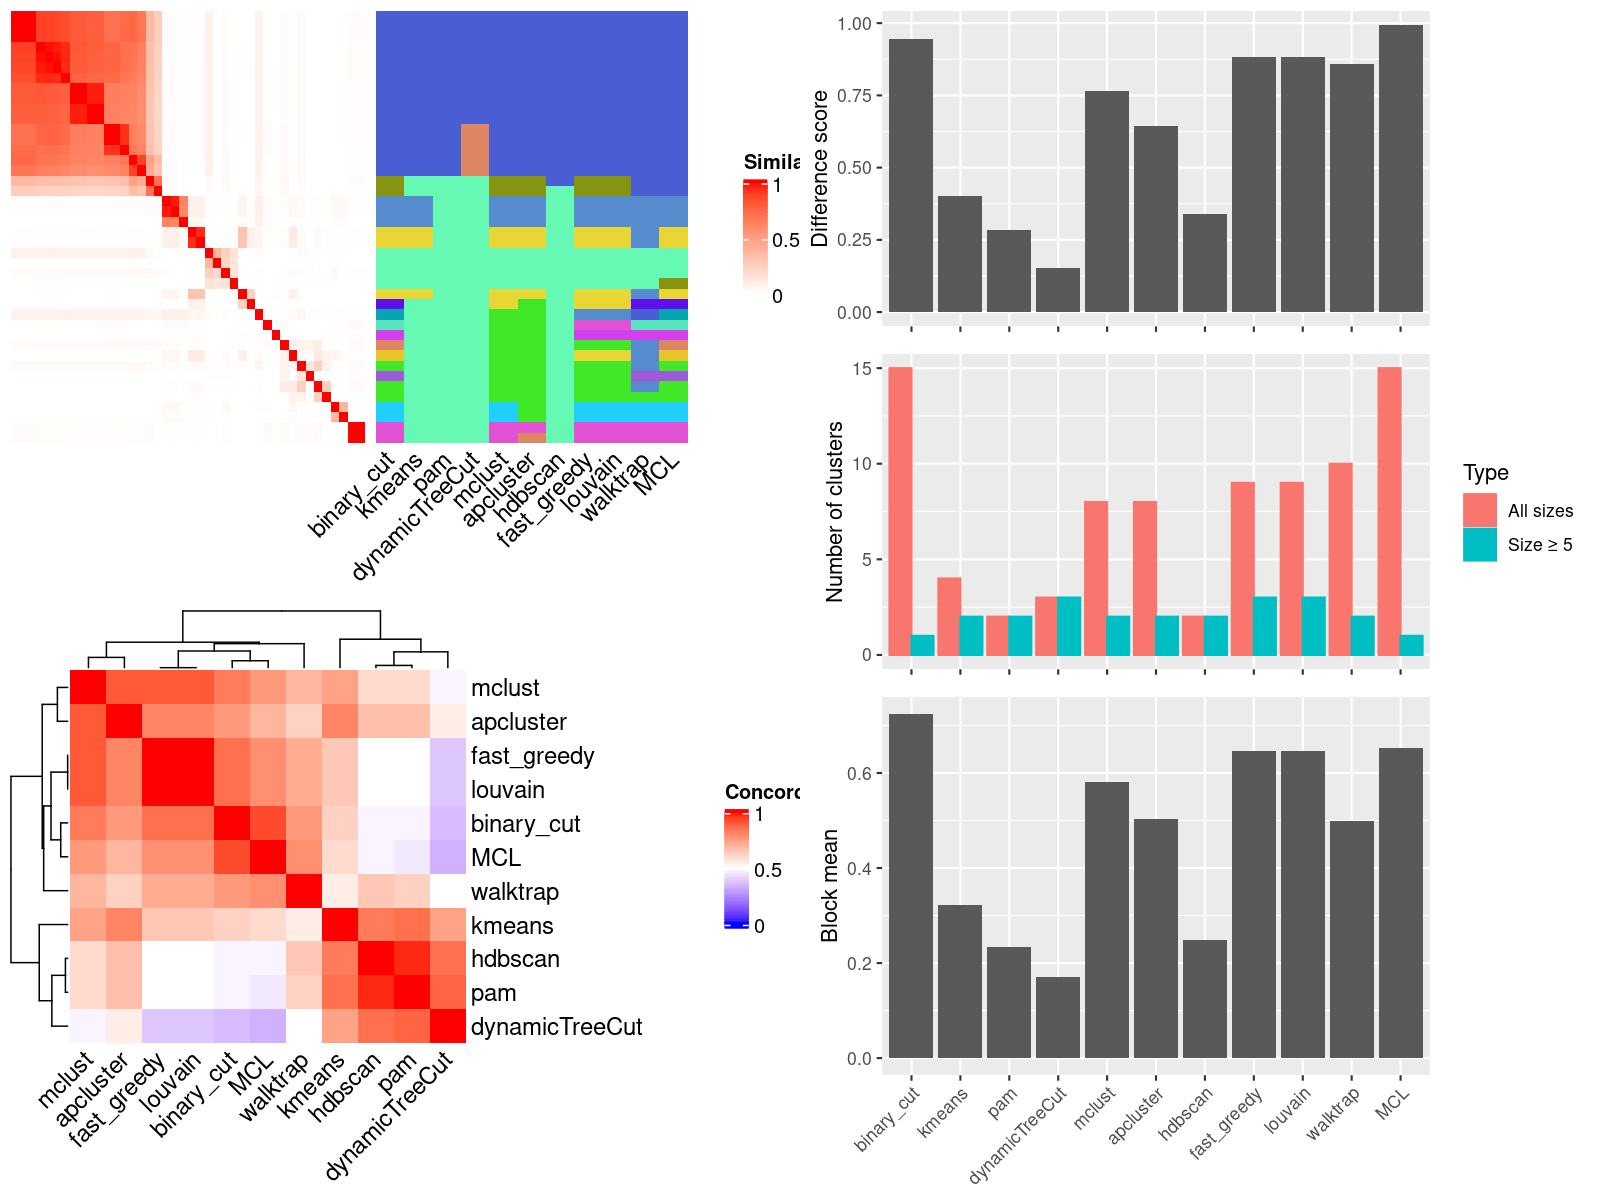 Simila
1
0.5
0
binary_cut
kmeans
pam
dynamicTreeCut
mclust
apcluster
hdbscan
fast_greedy
louvain
walktrap
MCL
mclust
apcluster
fast_greedy
louvain
binary_cut
MCL
walktrap
kmeans
hdbscan
pam
dynamicTreeCut
Concord
1
0.5
0
mclust
apcluster
fast_greedy
louvain
binary_cut
MCL
walktrap
kmeans
hdbscan
pam
dynamicTreeCut
Difference score
1.00
0.75
0.50
0.25
0.00
Number of clusters
15
10
5
0
Type
All sizes
Size ≥ 5
Block mean
0.6
0.4
0.2
0.0
binary_cut
kmeans
pam
dynamicTreeCut
mclust
apcluster
hdbscan
fast_greedy
louvain
walktrap
MCL